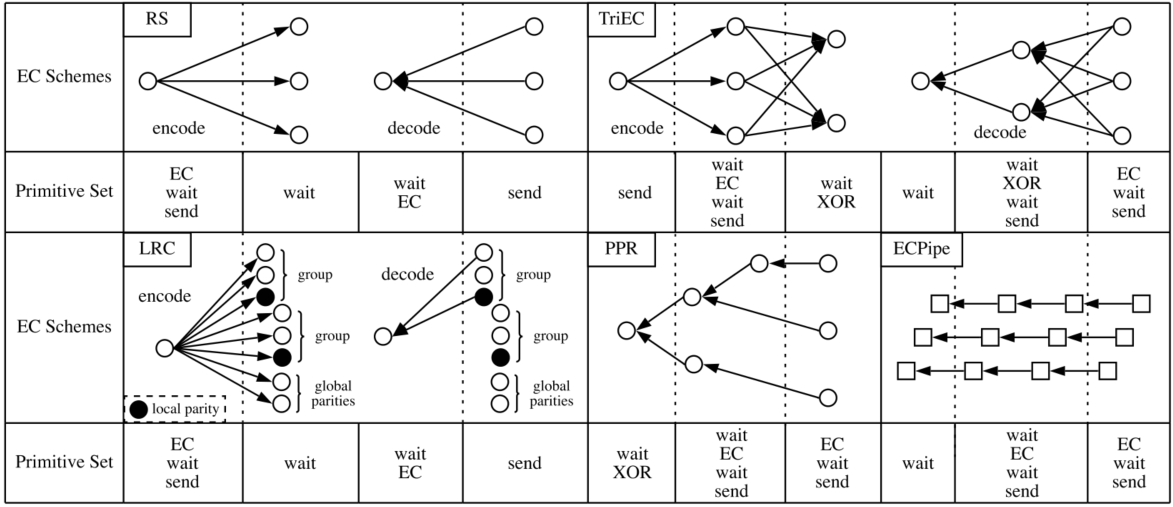 EC Schemes
RS
encode
decode
TriEC
encode
decode
Primitive Set
EC
wait
send
wait
wait
EC
send
send
wait
EC
wait
send
wait
XOR
wait
wait
XOR
wait
send
EC
wait
send
EC Schemes
LRC
encode
group
group
global
parities
local parity
decode
group
group
global
parities
PPR
ECPipe
Primitive Set
EC
wait
send
wait
wait
EC
send
wait
XOR
wait
EC
wait
send
EC
wait
send
wait
wait
EC
wait
send
EC
wait
send